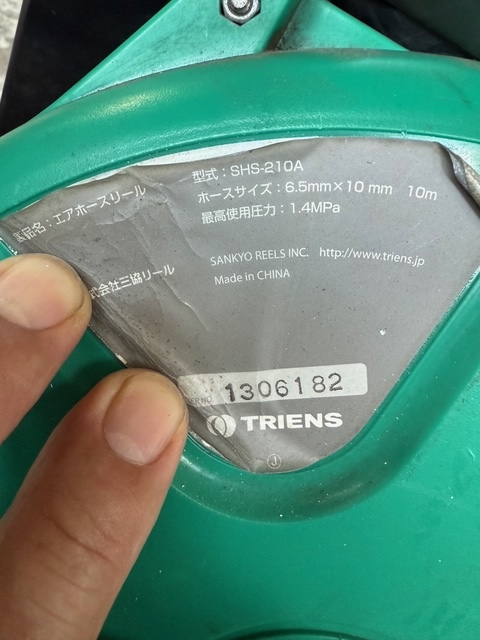 型式：SHS-210A
品名：エアホースリール
ホースサイズ：6.5mm×10mm 10m
最高使用圧力：1.4MPa
式会社三協リール
SANKYO REELS INC. http://www.triens.jp
Made in CHINA
1306182
TRIENS
J